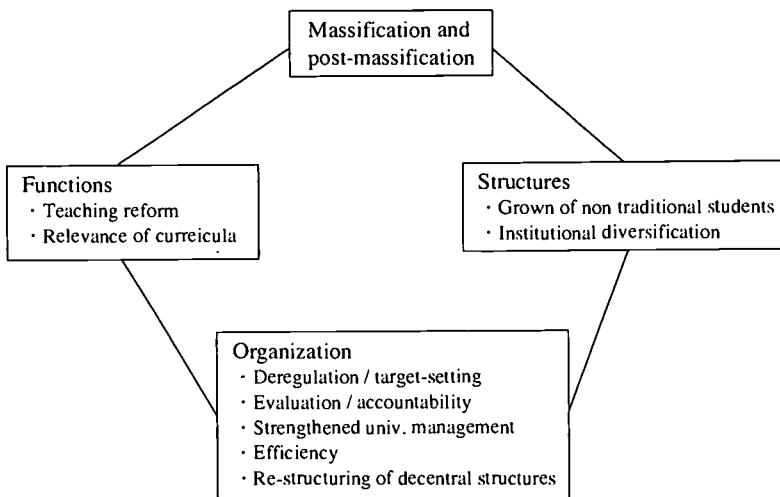 Massification and
post-massification
Functions
· Teaching reform
· Relevance of curreicula
Structures
· Grown of non traditional students
· Institutional diversification
Organization
· Deregulation / target-setting
· Evaluation / accountability
· Strengthened univ. management
· Efficiency
· Re-structuring of decentral structures